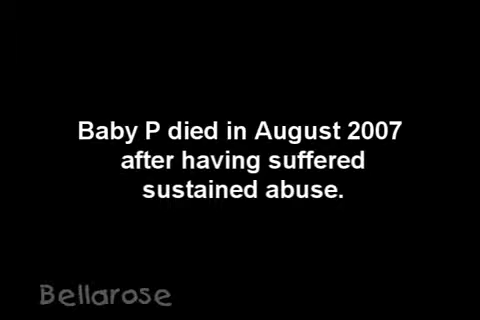 Baby P died in August 2007
after having suffered
sustained abuse.
Bellarose